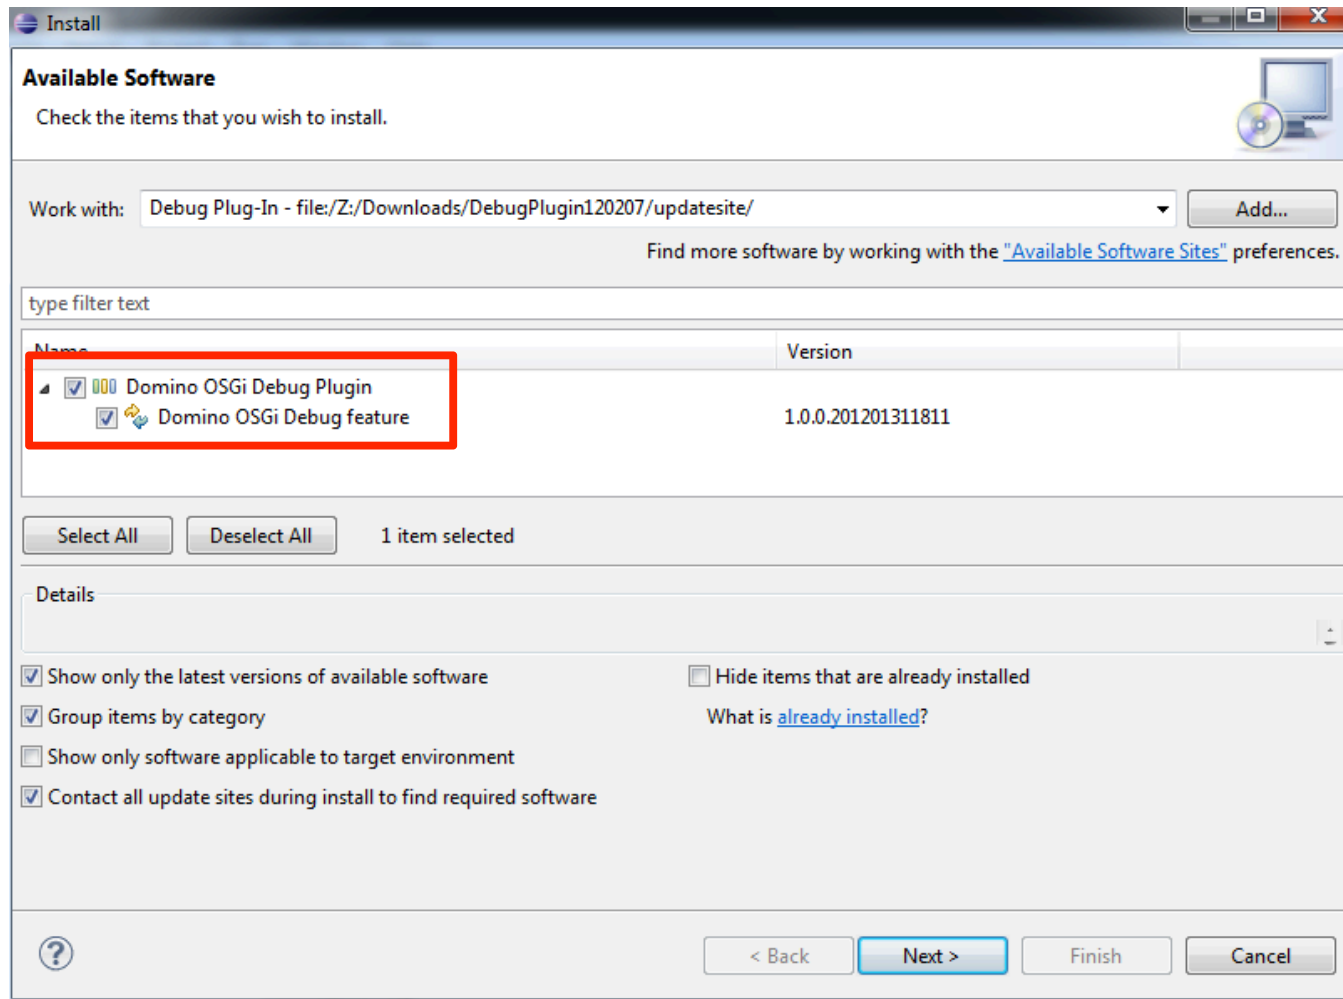 Install
Available Software
Check the items that you wish to install.
Work with: Debug Plug-In - file:/Z:/Downloads/DebugPlugin120207/updatesite/ Add...
Find more software by working with the "Available Software Sites" preferences.
type filter text
Name Version
Domino OSGi Debug Plugin
Domino OSGi Debug feature 1.0.0.201201311811
Select All Deselect All 1 item selected
Details
Show only the latest versions of available software Hide items that are already installed
Group items by category What is already installed?
Show only software applicable to target environment
Contact all update sites during install to find required software
? < Back Next > Finish Cancel